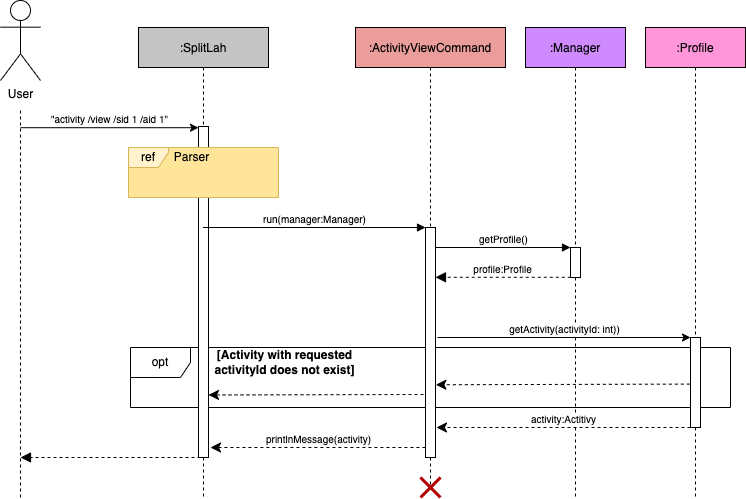 :SplitLah
:ActivityViewCommand
:Manager
:Profile
User
"activity /view /sid 1 /aid 1"
ref
Parser
run(manager:Manager)
getProfile()
profile:Profile
getActivity(activityId: int))
opt
[Activity with requested
activityId does not exist]
activity:Actitivy
printlnMessage(activity)